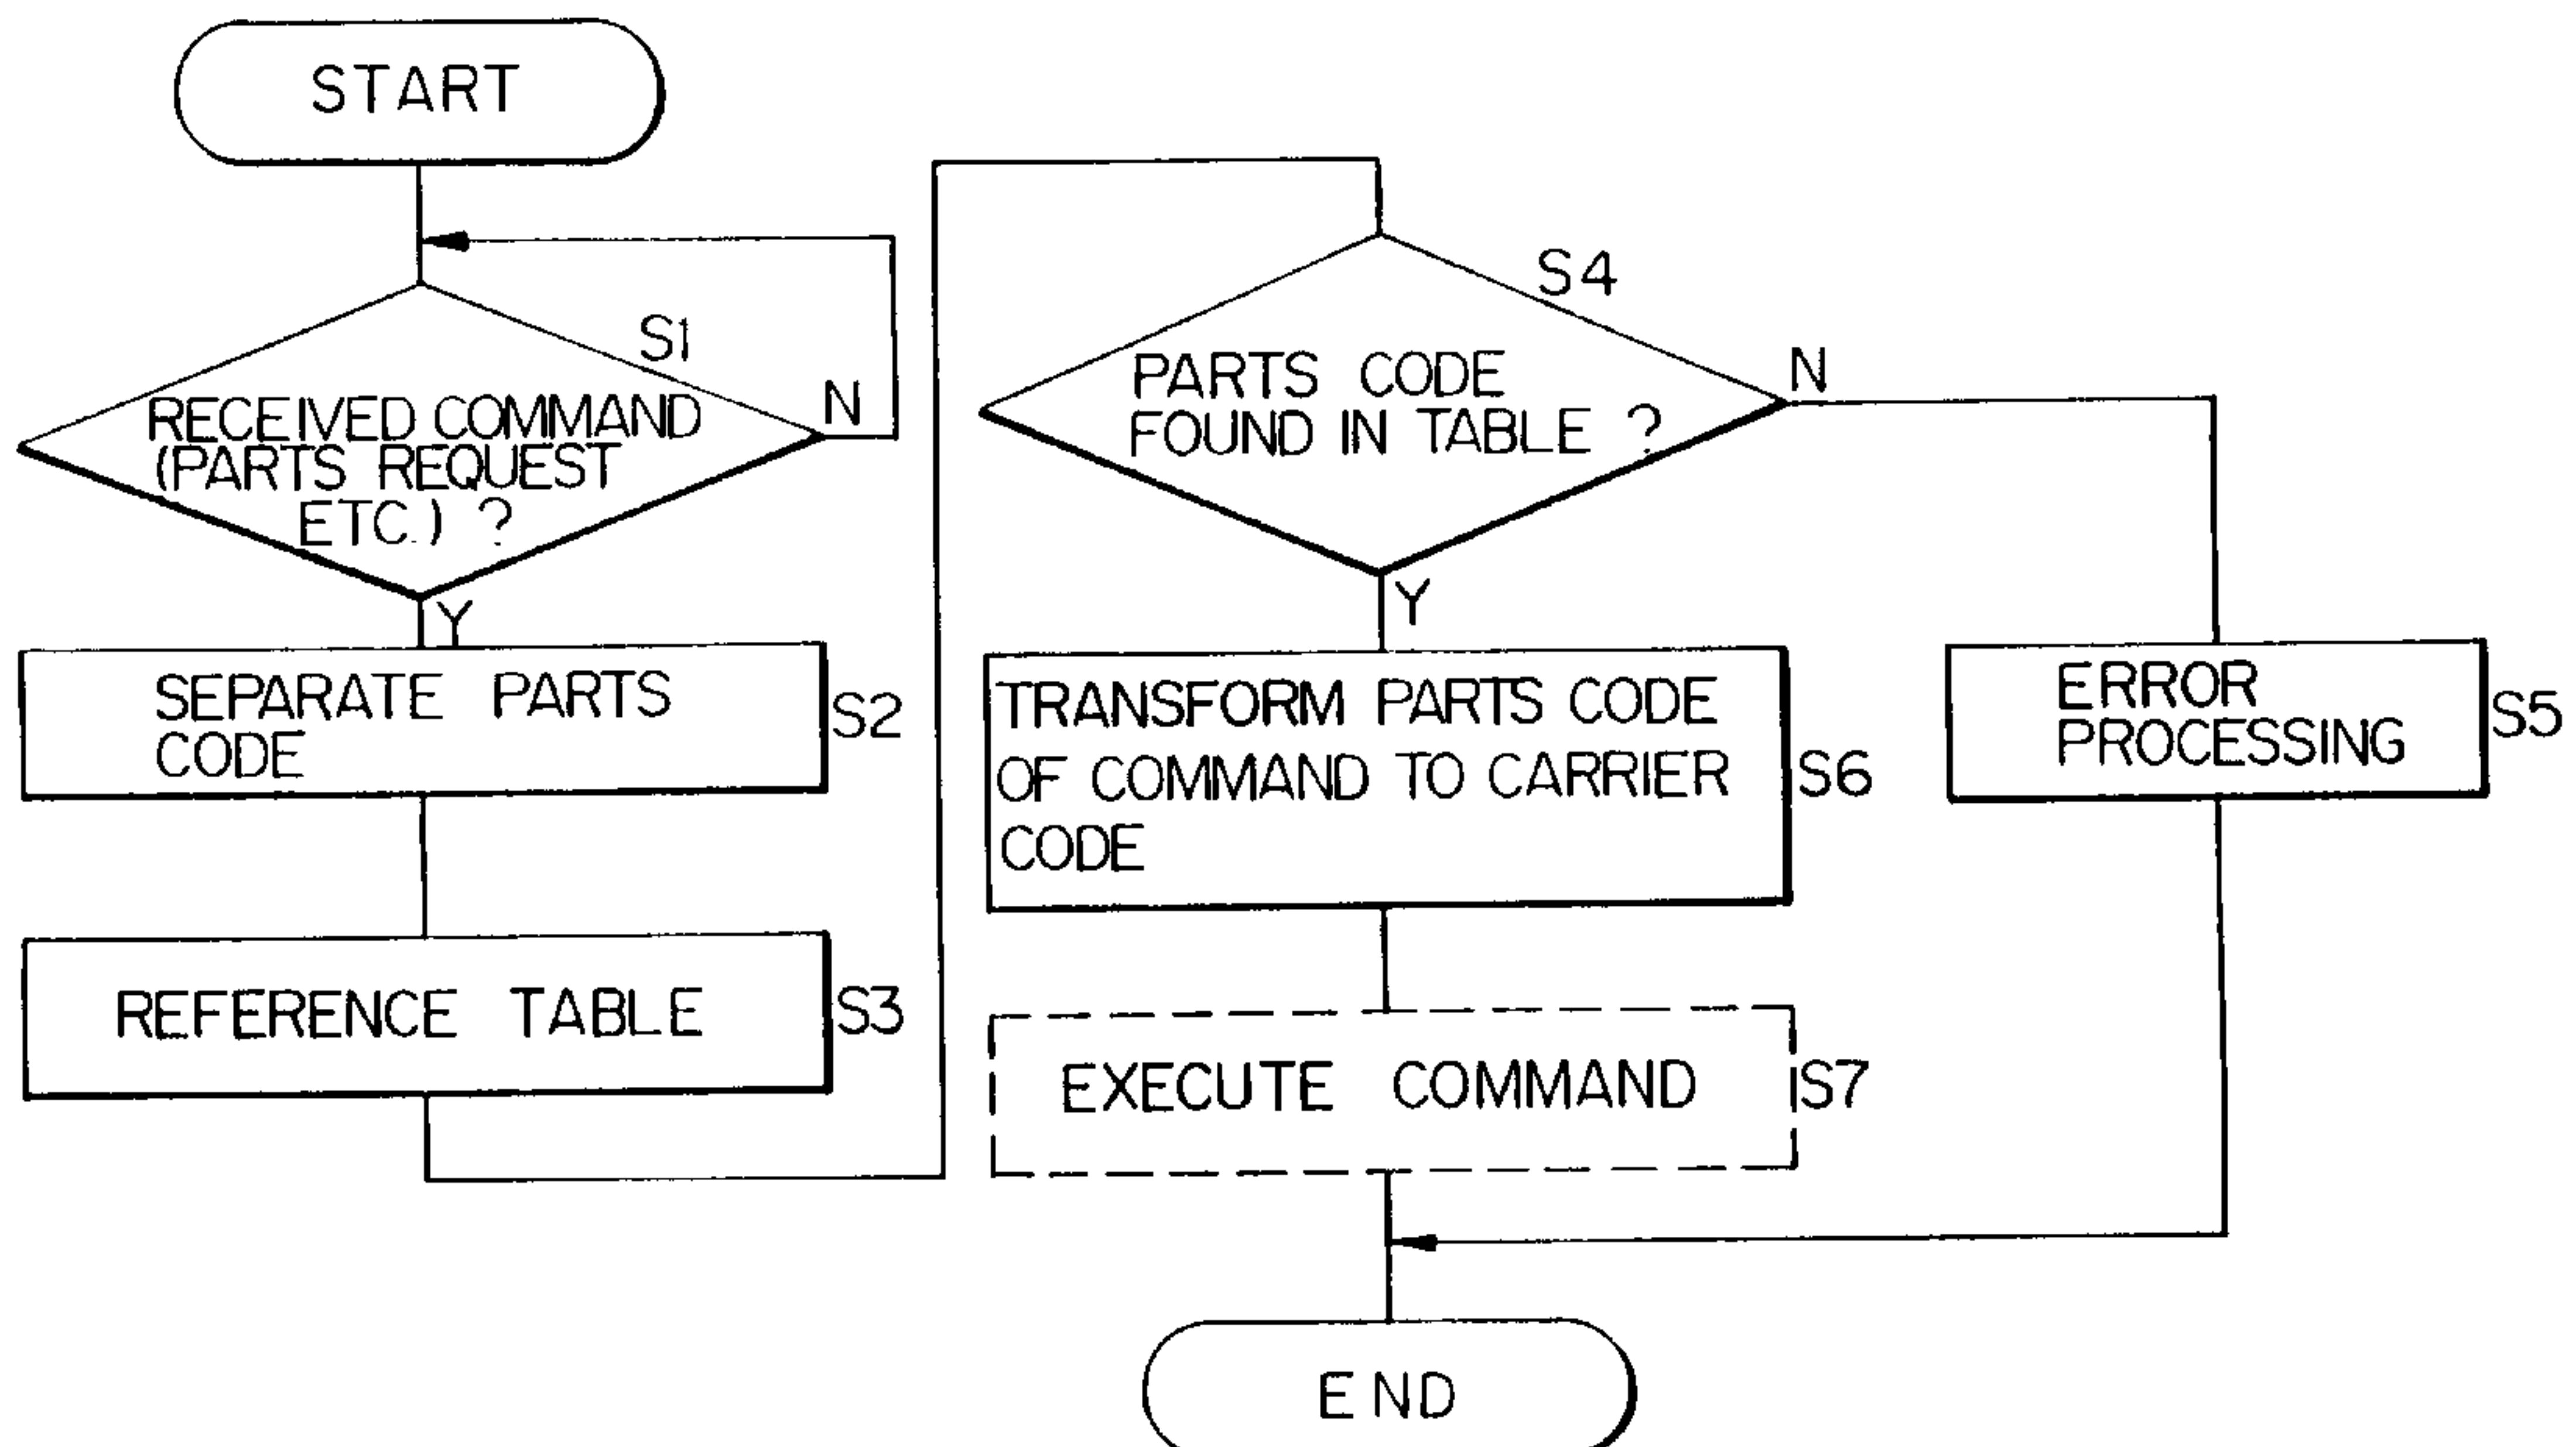 START
S1
RECEIVED COMMAND
(PARTS REQUEST
ETC.) ?
N
Y
SEPARATE PARTS
CODE
S2
REFERENCE TABLE
S3
S4
PARTS CODE
FOUND IN TABLE ?
N
Y
TRANSFORM PARTS CODE
OF COMMAND TO CARRIER
CODE
S6
ERROR
PROCESSING
S5
EXECUTE COMMAND
S7
END